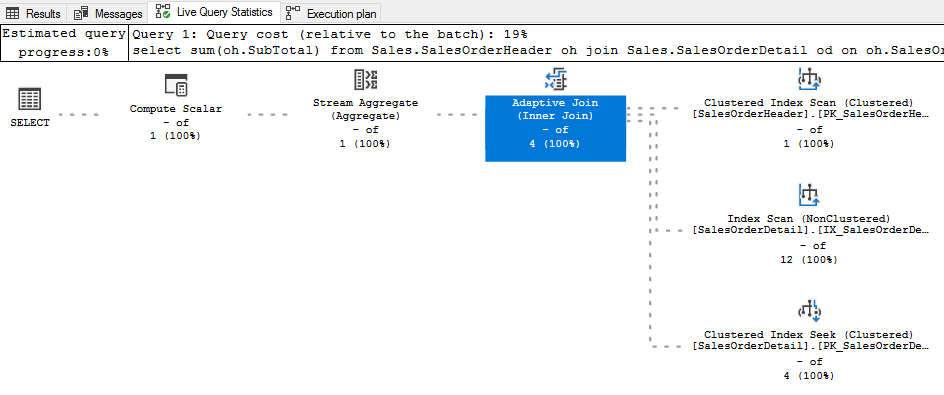 Results Messages Live Query Statistics Execution plan
Estimated query
progress:0%
Query 1: Query cost (relative to the batch): 19%
select sum(oh.SubTotal) from Sales.SalesOrderHeader oh join Sales.SalesOrderDetail od on oh.SalesOr
SELECT
Compute Scalar
- of
1 (100%)
Stream Aggregate
(Aggregate)
- of
1 (100%)
Adaptive Join
(Inner Join)
- of
4 (100%)
Clustered Index Scan (Clustered)
[SalesOrderHeader].[PK_SalesOrderHe…
- of
1 (100%)
Index Scan (NonClustered)
[SalesOrderDetail].[IX_SalesOrderDe…
- of
12 (100%)
Clustered Index Seek (Clustered)
[SalesOrderDetail].[PK_SalesOrderDe…
- of
4 (100%)